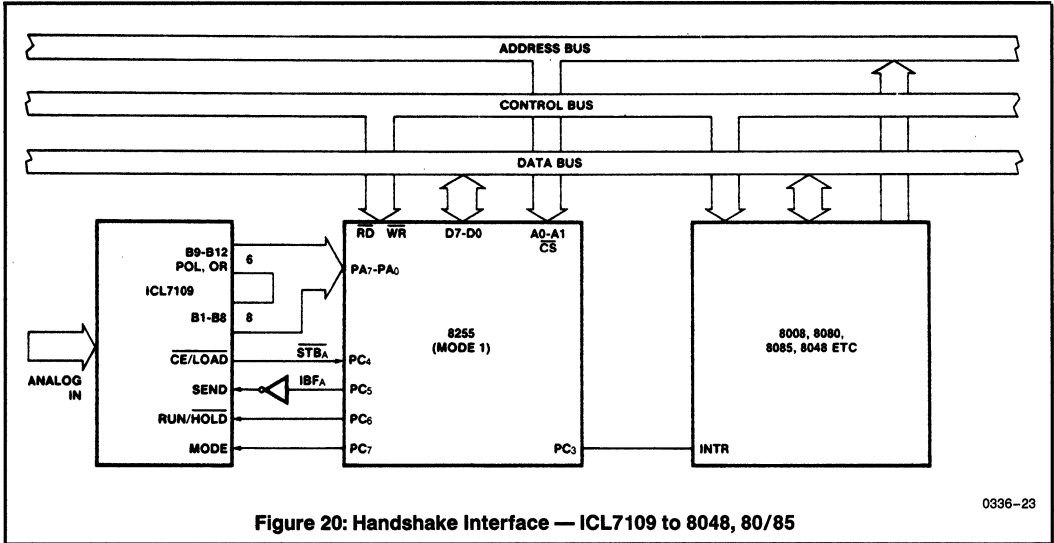 ADDRESS BUS
CONTROL BUS
DATA BUS
RD WR D7-D0 A0-A1
CS
B9-B12
POL, OR
6
ICL7109
B1-B8 8
PA7-PA0
8255
(MODE 1)
8008, 8080,
8085, 8048 ETC
ANALOG
IN
CE/LOAD STBA PC4
SEND IBFA PC5
RUN/HOLD PC6
MODE PC7
PC3
INTR
0336-23
Figure 20: Handshake Interface — ICL7109 to 8048, 80/85